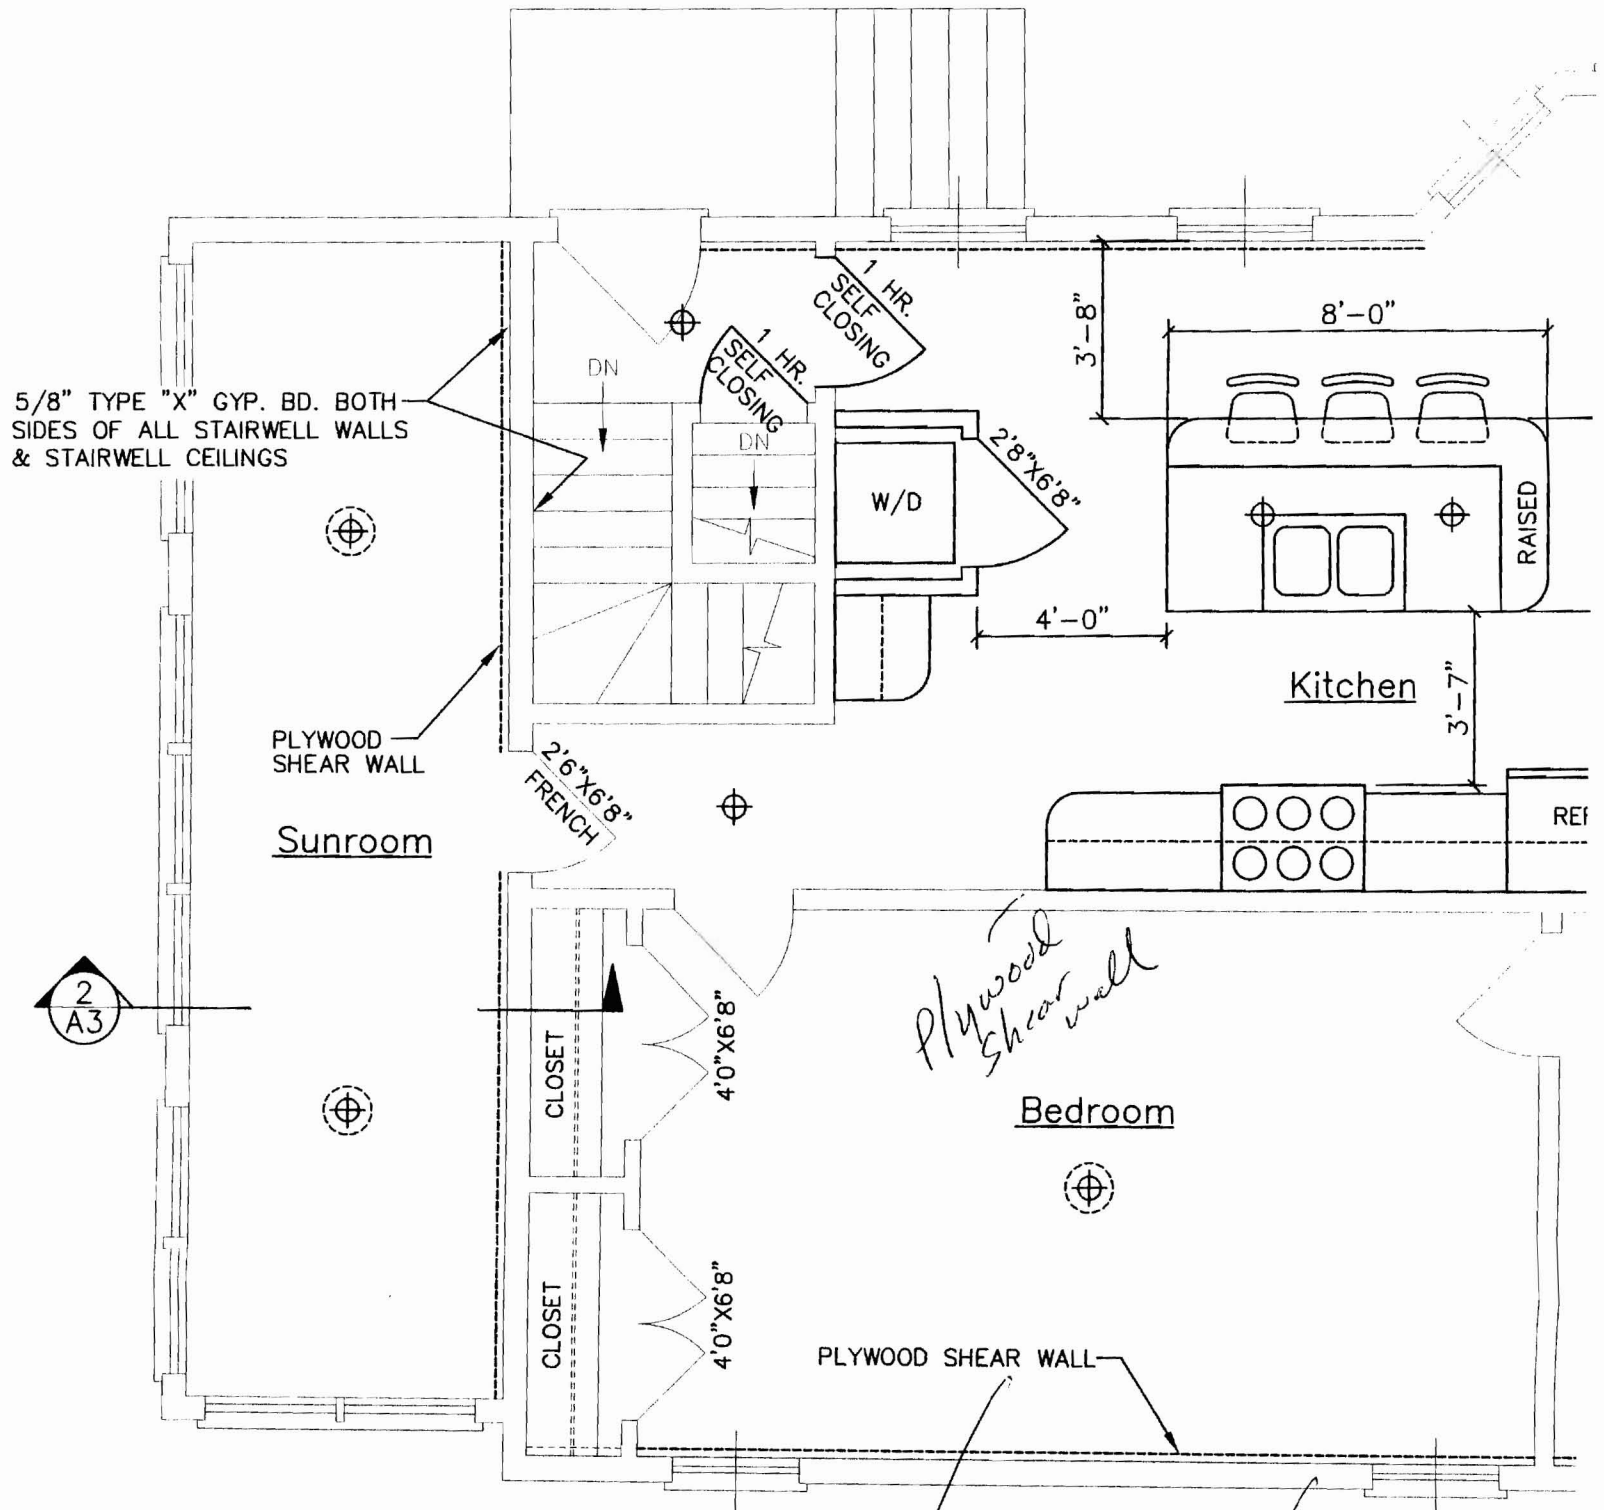 1 HR.
SELF
CLOSING
1 HR.
SELF
CLOSING
3'-8"
8'-0"
DN
5/8" TYPE "X" GYP. BD. BOTH
SIDES OF ALL STAIRWELL WALLS
& STAIRWELL CEILINGS
DN
2'8"X6'8"
W/D
RAISED
4'-0"
Kitchen
3'-7"
PLYWOOD
SHEAR WALL
2'6"X6'8"
FRENCH
Sunroom
REF
Plywood
Shear
wall
2
A3
CLOSET
4'0"X6'8"
Bedroom
CLOSET
4'0"X6'8"
PLYWOOD SHEAR WALL